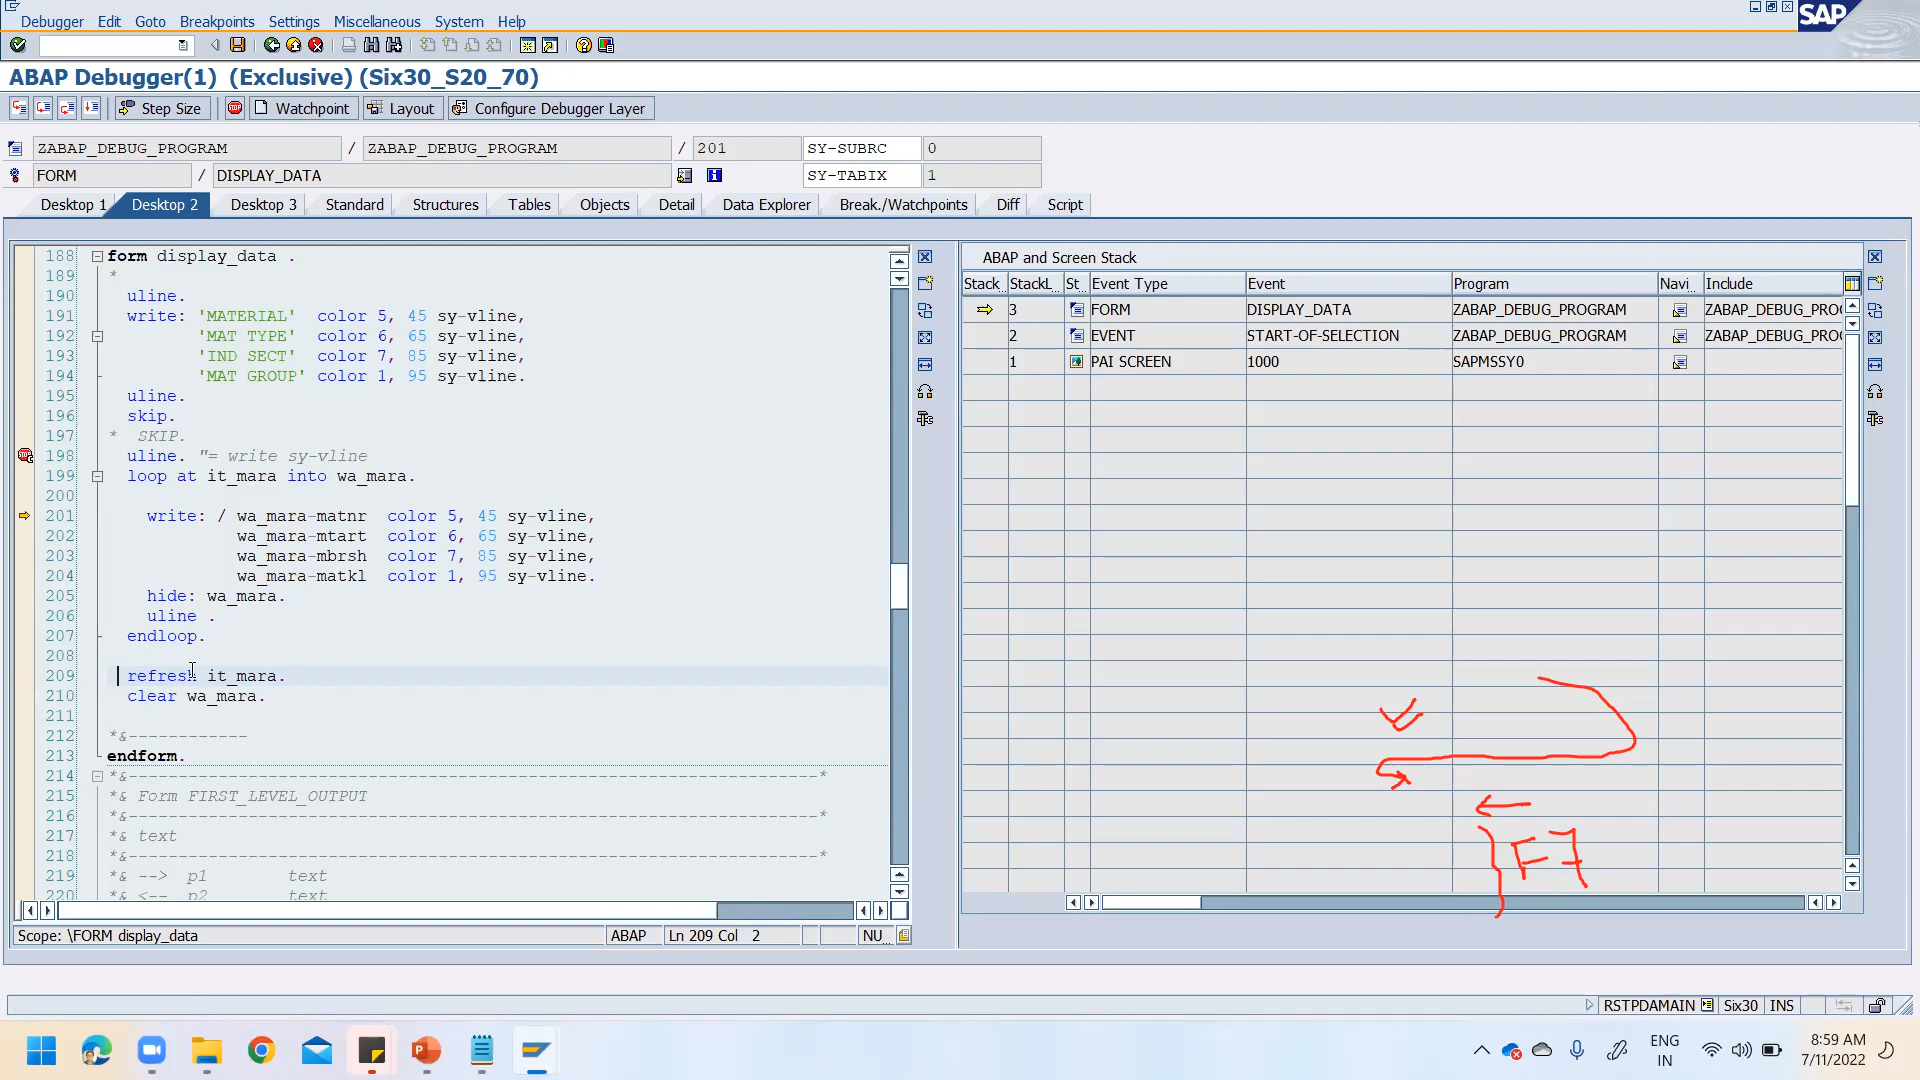 Debugger Edit Goto Breakpoints Settings Miscellaneous System Help
SAP
ABAP Debugger(1) (Exclusive) (Six30_S20_70)
Step Size Watchpoint Layout Configure Debugger Layer
ZABAP_DEBUG_PROGRAM / ZABAP_DEBUG_PROGRAM / 201 SY-SUBRC 0
FORM / DISPLAY_DATA SY-TABIX 1
Desktop 1 Desktop 2 Desktop 3 Standard Structures Tables Objects Detail Data Explorer Break./Watchpoints Diff Script
188 form display_data .
189 *
190 uline.
191 write: 'MATERIAL' color 5, 45 sy-vline,
192 'MAT TYPE' color 6, 65 sy-vline,
193 'IND SECT' color 7, 85 sy-vline,
194 'MAT GROUP' color 1, 95 sy-vline.
195 uline.
196 skip.
197 * SKIP.
198 uline. "= write sy-vline
199 loop at it_mara into wa_mara.
200
201 write: / wa_mara-matnr color 5, 45 sy-vline,
202 wa_mara-mtart color 6, 65 sy-vline,
203 wa_mara-mbrsh color 7, 85 sy-vline,
204 wa_mara-matkl color 1, 95 sy-vline.
205 hide: wa_mara.
206 uline .
207 endloop.
208
209 refresh it_mara.
210 clear wa_mara.
211
212 *&------------
213 endform.
214 *&---------------------------------------------------------------------*
215 *& Form FIRST_LEVEL_OUTPUT
216 *&---------------------------------------------------------------------*
217 *& text
218 *&---------------------------------------------------------------------*
219 *& --> p1 text
220 *& <-- p2 text
Scope: \FORM display_data ABAP Ln 209 Col 2 NU
ABAP and Screen Stack
Stack StackL... St... Event Type Event Program Navi... Include
3 FORM DISPLAY_DATA ZABAP_DEBUG_PROGRAM ZABAP_DEBUG_PRO
2 EVENT START-OF-SELECTION ZABAP_DEBUG_PROGRAM ZABAP_DEBUG_PRO
1 PAI SCREEN 1000 SAPMSSY0
F7
RSTPDAMAIN Six30 INS
ENG
IN
8:59 AM
7/11/2022